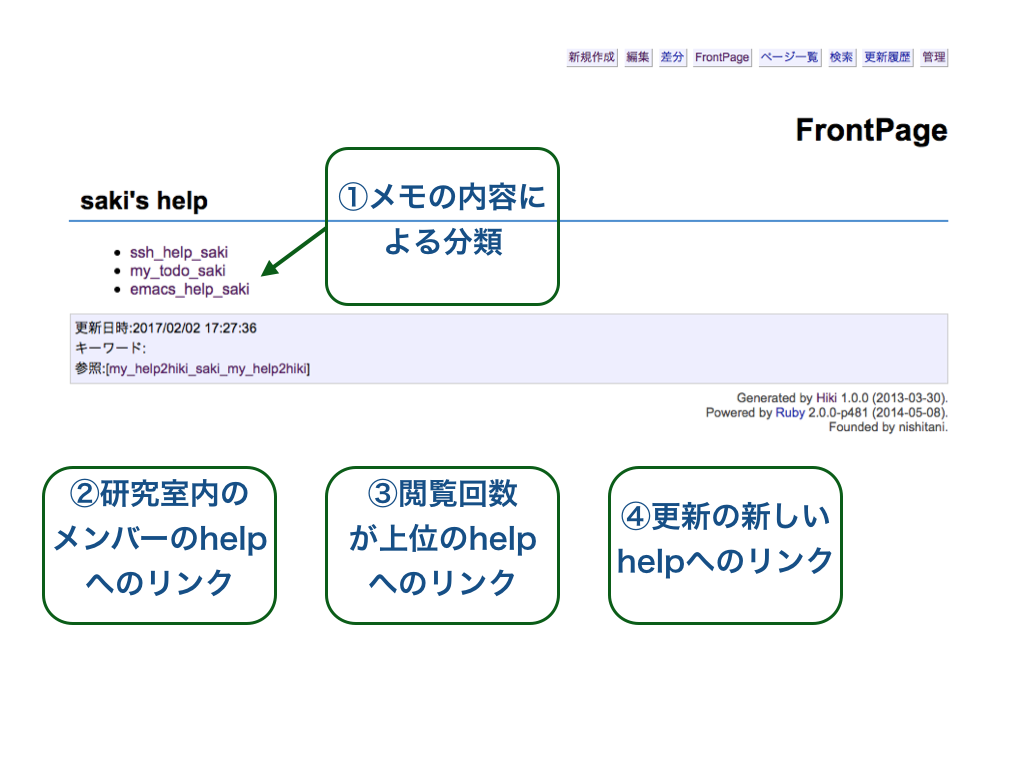 新規作成 編集 差分 FrontPage ページ一覧 検索 更新履歴 管理
FrontPage
saki's help
①メモの内容に
よる分類
• ssh_help_saki
• my_todo_saki
• emacs_help_saki
更新日時:2017/02/02 17:27:36
キーワード:
参照:[my_help2hiki_saki_my_help2hiki]
Generated by Hiki 1.0.0 (2013-03-30).
Powered by Ruby 2.0.0-p481 (2014-05-08).
Founded by nishitani.
②研究室内の
メンバーのhelp
へのリンク
③閲覧回数
が上位のhelp
へのリンク
④更新の新しい
helpへのリンク